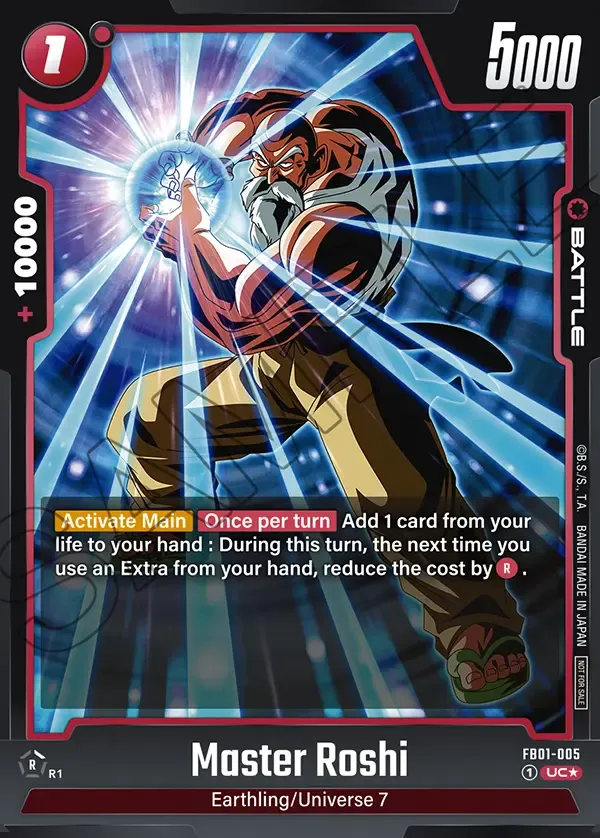 1
5000
+10000
BATTLE
SAMPLE
Activate Main Once per turn Add 1 card from your
life to your hand : During this turn, the next time you
use an Extra from your hand, reduce the cost by R .
©B.S./S., T.A. BANDAI MADE IN JAPAN
NOT FOR SALE
Master Roshi
FB01-005
R R1
1 UC★
Earthling/Universe 7